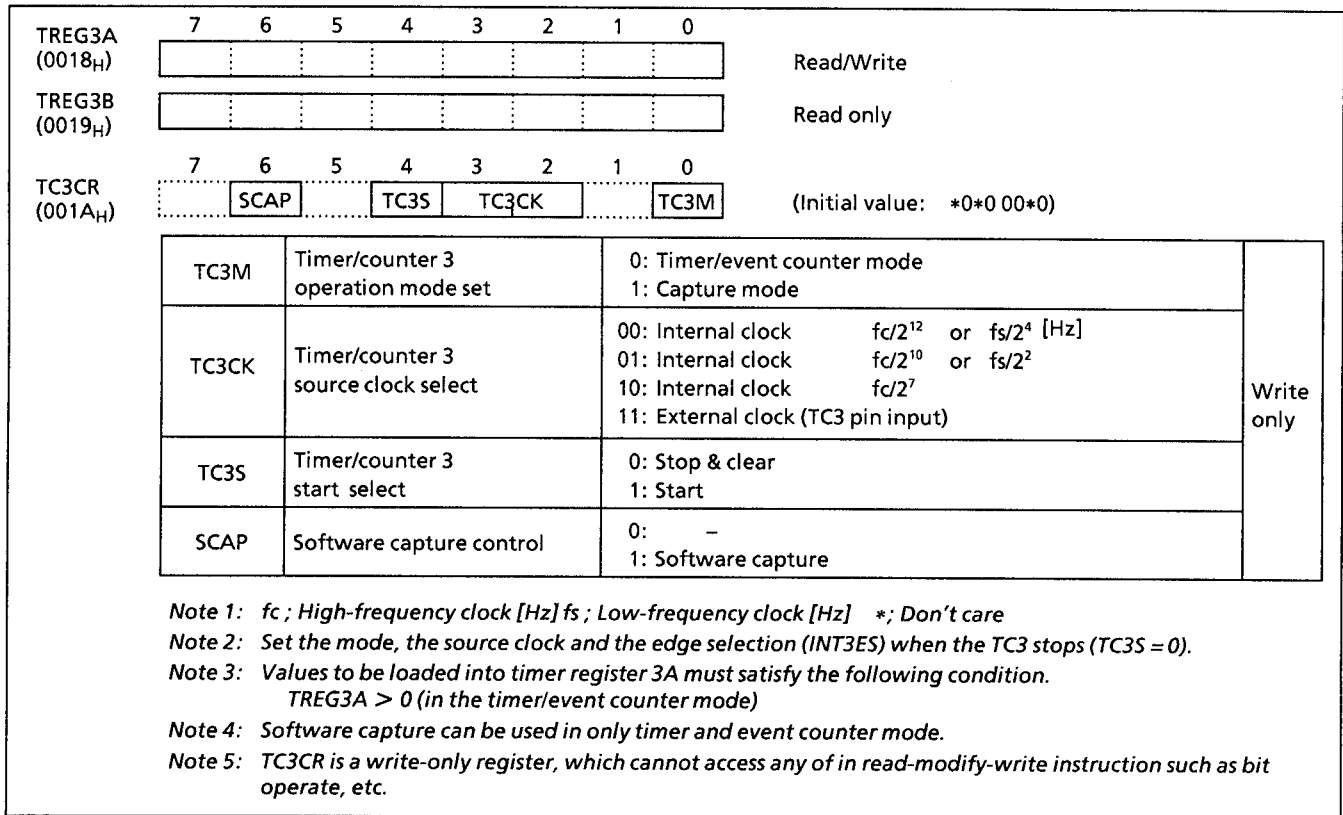 7 6 5 4 3 2 1 0
TREG3A
(0018H)
Read/Write
TREG3B
(0019H)
Read only
7 6 5 4 3 2 1 0
TC3CR
(001AH)
SCAP TC3S TC3CK TC3M
(Initial value: *0*0 00*0)
TC3M
Timer/counter 3
operation mode set
0: Timer/event counter mode
1: Capture mode
TC3CK
Timer/counter 3
source clock select
00: Internal clock fc/2¹² or fs/2⁴ [Hz]
01: Internal clock fc/2¹⁰ or fs/2²
10: Internal clock fc/2⁷
11: External clock (TC3 pin input)
TC3S
Timer/counter 3
start select
0: Stop & clear
1: Start
SCAP
Software capture control
0: –
1: Software capture
Write
only
Note 1: fc ; High-frequency clock [Hz] fs ; Low-frequency clock [Hz] *; Don't care
Note 2: Set the mode, the source clock and the edge selection (INT3ES) when the TC3 stops (TC3S = 0).
Note 3: Values to be loaded into timer register 3A must satisfy the following condition.
TREG3A > 0 (in the timer/event counter mode)
Note 4: Software capture can be used in only timer and event counter mode.
Note 5: TC3CR is a write-only register, which cannot access any of in read-modify-write instruction such as bit
operate, etc.